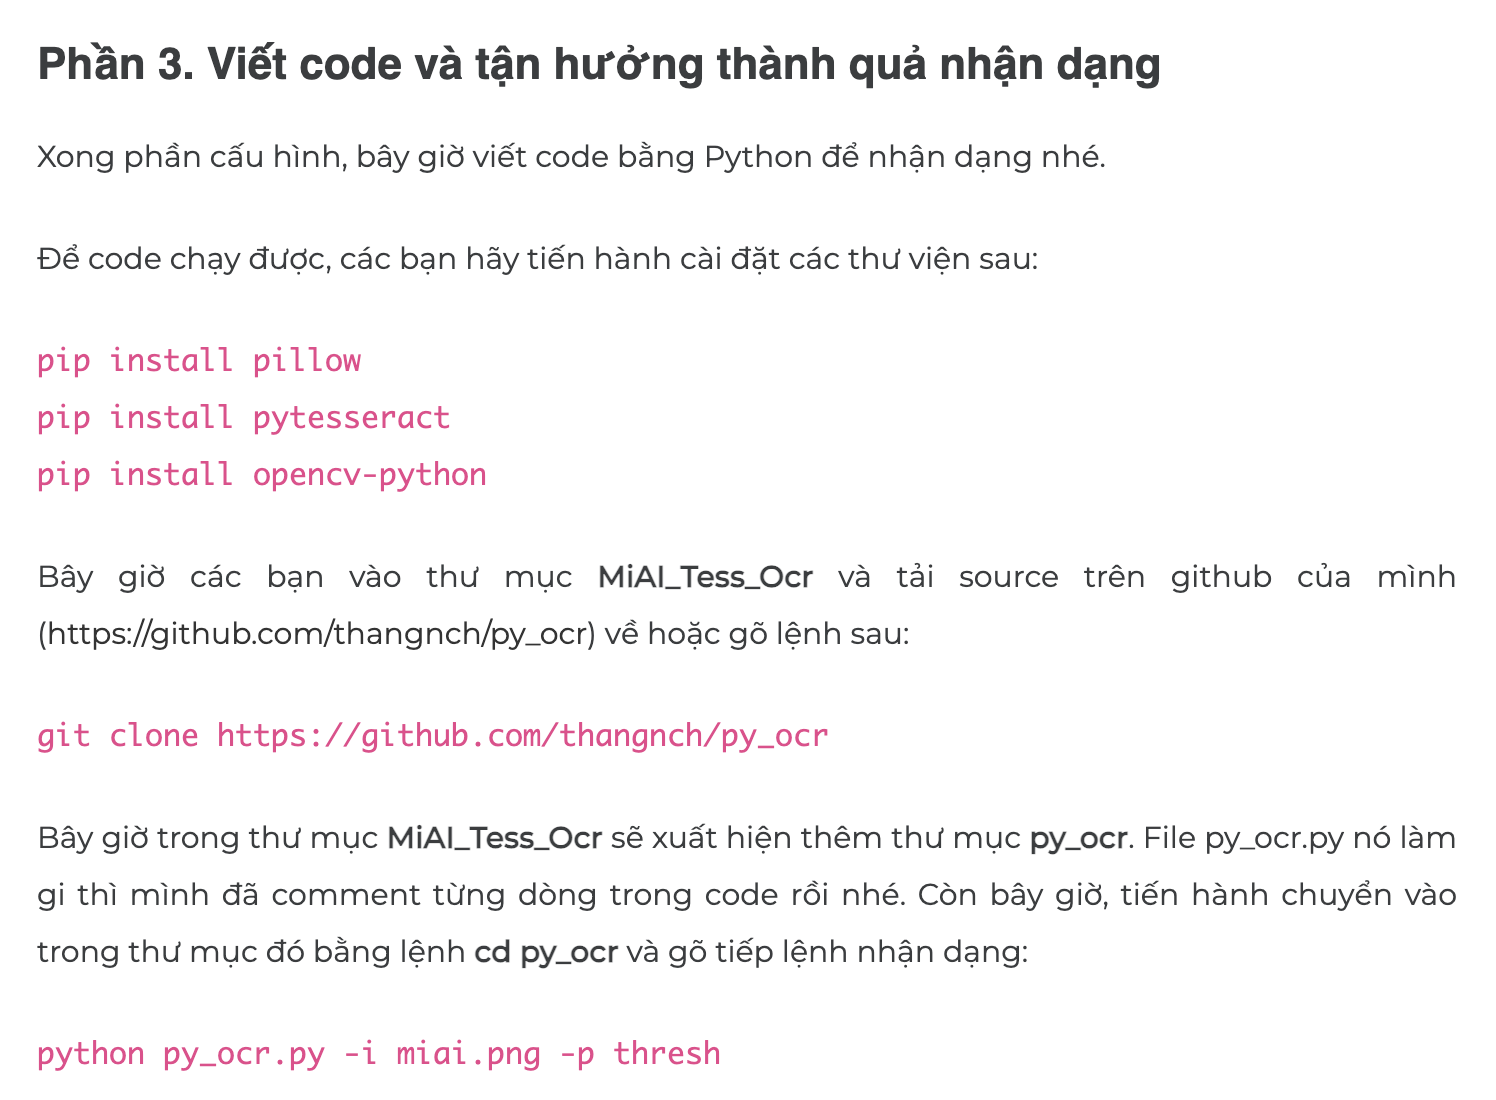 Phần 3. Viết code và tận hưởng thành quả nhận dạng
Xong phần cấu hình, bây giờ viết code bằng Python để nhận dạng nhé.
Để code chạy được, các bạn hãy tiến hành cài đặt các thư viện sau:
pip install pillow
pip install pytesseract
pip install opencv-python
Bây giờ các bạn vào thư mục MiAI_Tess_Ocr và tải source trên github của mình
(https://github.com/thangnch/py_ocr) về hoặc gõ lệnh sau:
git clone https://github.com/thangnch/py_ocr
Bây giờ trong thư mục MiAI_Tess_Ocr sẽ xuất hiện thêm thư mục py_ocr. File py_ocr.py nó làm
gi thì mình đã comment từng dòng trong code rồi nhé. Còn bây giờ, tiến hành chuyển vào
trong thư mục đó bằng lệnh cd py_ocr và gõ tiếp lệnh nhận dạng:
python py_ocr.py -i miai.png -p thresh